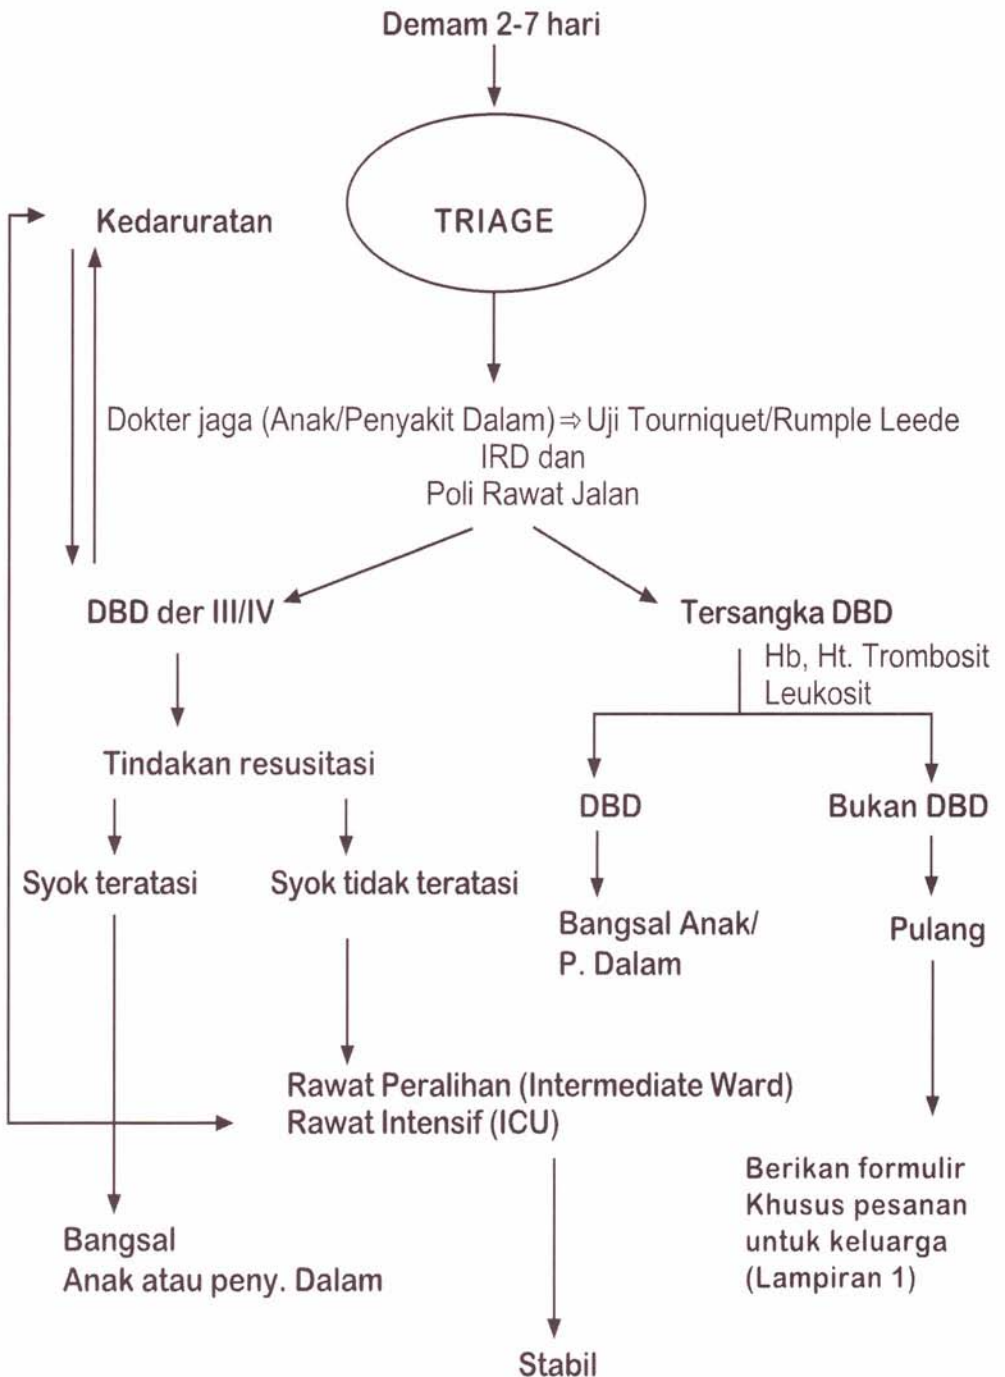 Demam 2-7 hari
TRIAGE
Kedaruratan
Dokter jaga (Anak/Penyakit Dalam)⇒Uji Tourniquet/Rumple Leede
IRD dan
Poli Rawat Jalan
DBD der III/IV
Tersangka DBD
Hb, Ht. Trombosit
Leukosit
Tindakan resusitasi
DBD
Bukan DBD
Syok teratasi
Syok tidak teratasi
Bangsal Anak/
P. Dalam
Pulang
Rawat Peralihan (Intermediate Ward)
Rawat Intensif (ICU)
Berikan formulir
Khusus pesanan
untuk keluarga
(Lampiran 1)
Bangsal
Anak atau peny. Dalam
Stabil